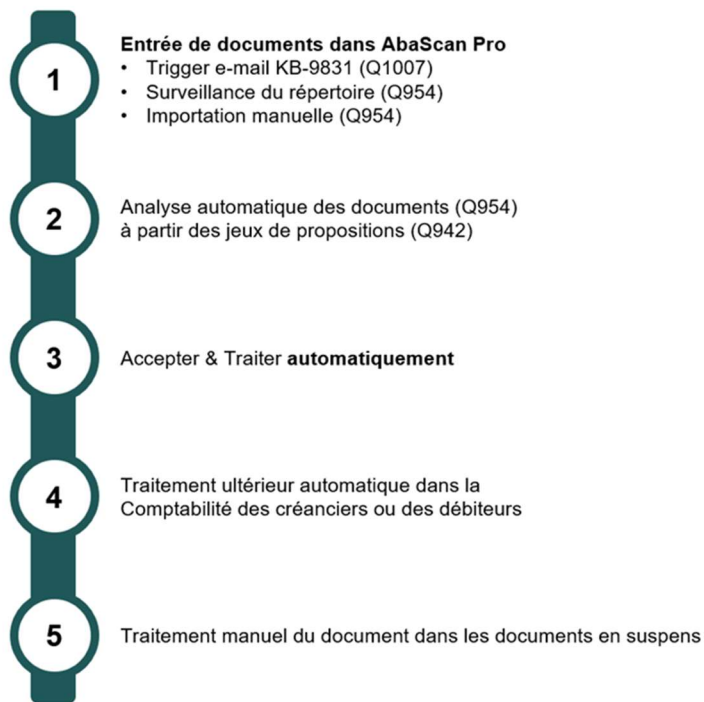 1
Entrée de documents dans AbaScan Pro
• Trigger e-mail KB-9831 (Q1007)
• Surveillance du répertoire (Q954)
• Importation manuelle (Q954)
2
Analyse automatique des documents (Q954)
à partir des jeux de propositions (Q942)
3
Accepter & Traiter automatiquement
4
Traitement ultérieur automatique dans la
Comptabilité des créanciers ou des débiteurs
5
Traitement manuel du document dans les documents en suspens